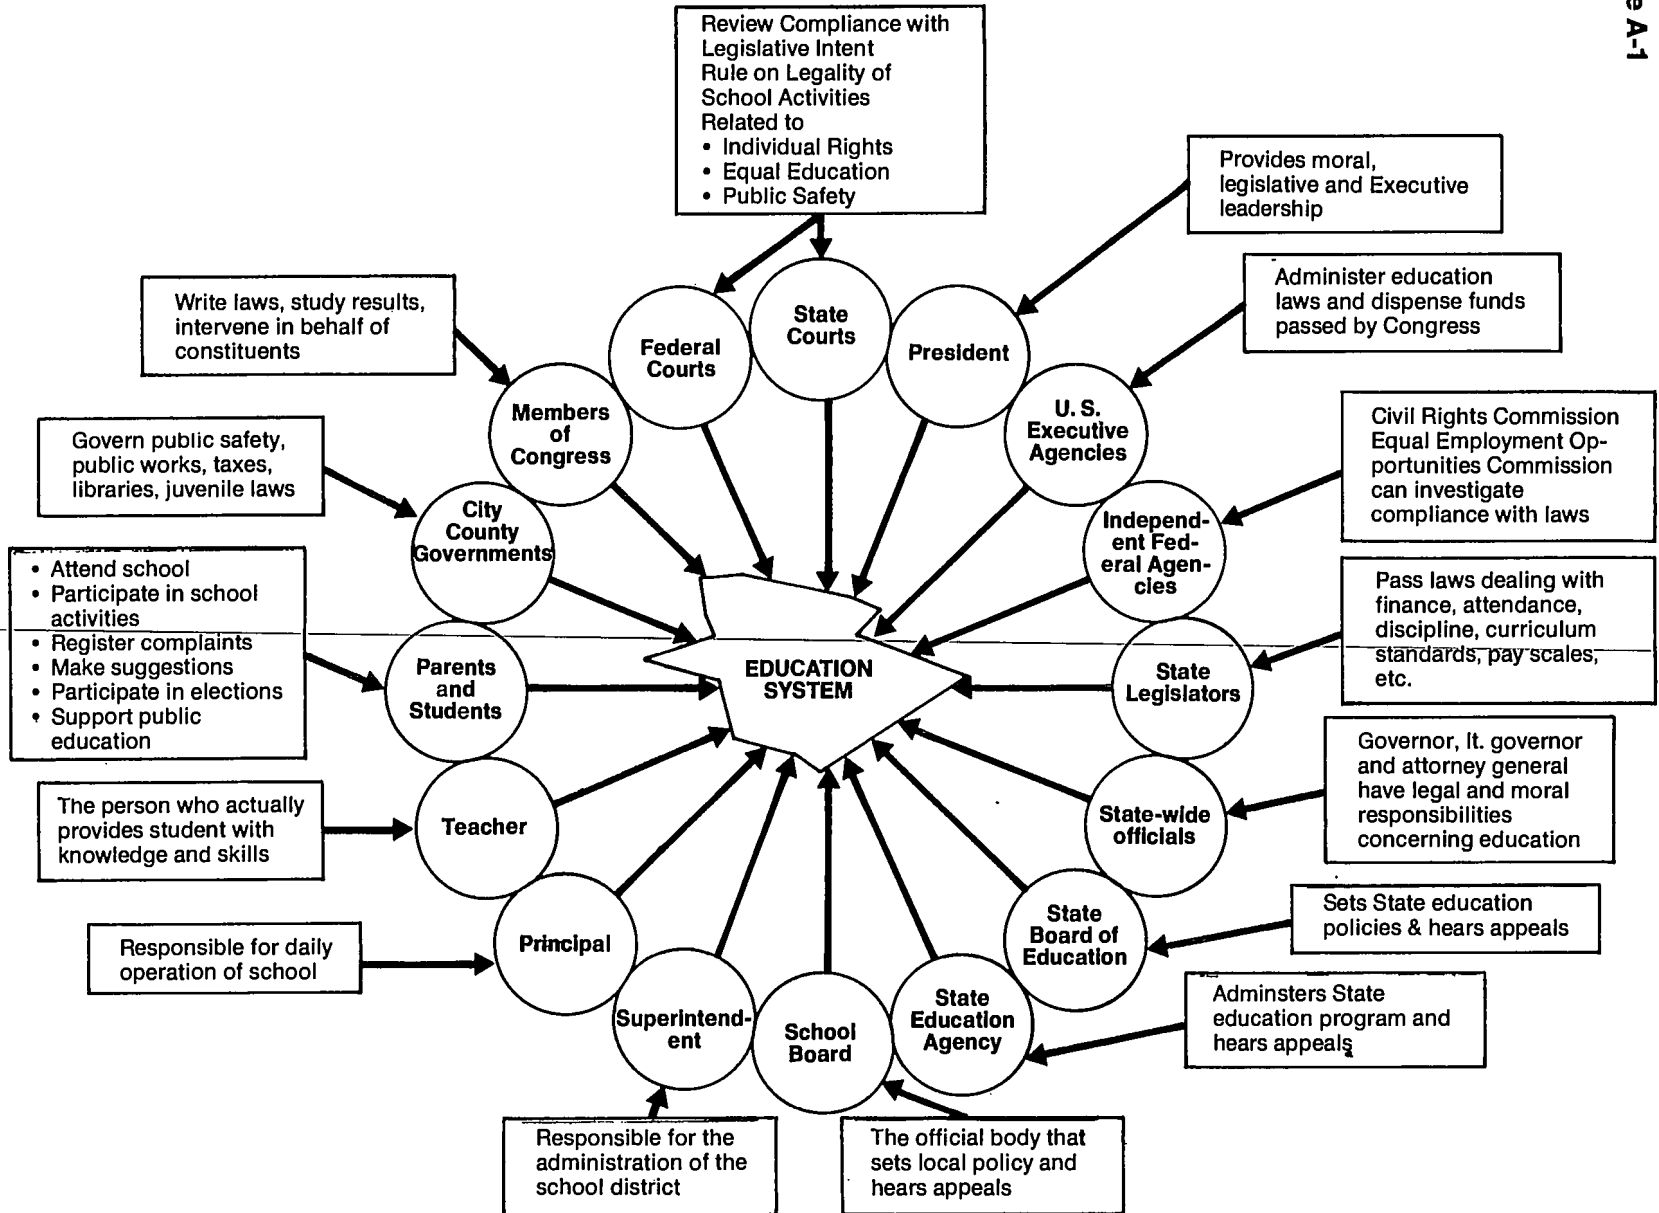 e A-1
Review Compliance with
Legislative Intent
Rule on Legality of
School Activities
Related to
• Individual Rights
• Equal Education
• Public Safety
Provides moral,
legislative and Executive
leadership
Administer education
laws and dispense funds
passed by Congress
Write laws, study results,
intervene in behalf of
constituents
Civil Rights Commission
Equal Employment Op-
portunities Commission
can investigate
compliance with laws
Govern public safety,
public works, taxes,
libraries, juvenile laws
Pass laws dealing with
finance, attendance,
discipline, curriculum
standards, pay scales,
etc.
• Attend school
• Participate in school
activities
• Register complaints
• Make suggestions
• Participate in elections
• Support public
education
Governor, lt. governor
and attorney general
have legal and moral
responsibilities
concerning education
The person who actually
provides student with
knowledge and skills
Sets State education
policies & hears appeals
Responsible for daily
operation of school
Adminsters State
education program and
hears appeals
Responsible for the
administration of the
school district
The official body that
sets local policy and
hears appeals
State
Courts
Federal
Courts
President
Members
of
Congress
U. S.
Executive
Agencies
City
County
Governments
Independ-
ent Fed-
eral Agen-
cies
Parents
and
Students
EDUCATION
SYSTEM
State
Legislators
Teacher
State-wide
officials
Principal
State
Board of
Education
Superintend-
ent
School
Board
State
Education
Agency